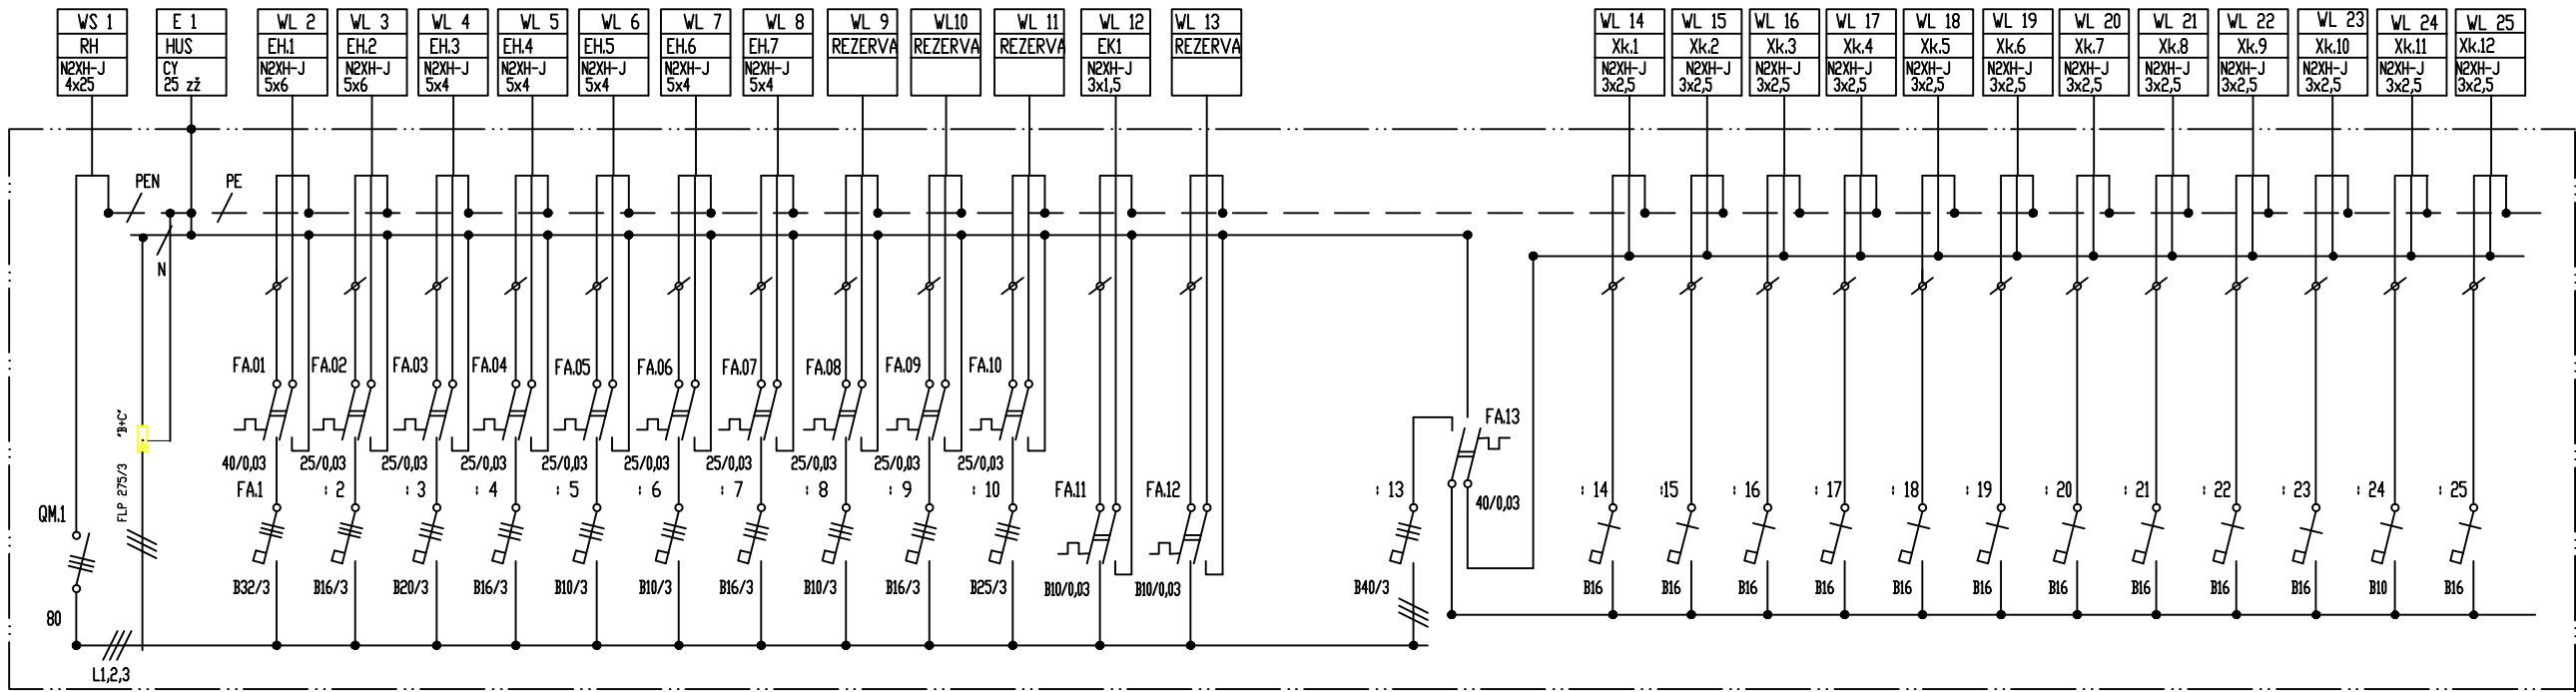 WS 1
RH
N2XH-J
4x25
E 1
HUS
CY
25 zž
WL 2
EH.1
N2XH-J
5x6
WL 3
EH.2
N2XH-J
5x6
WL 4
EH.3
N2XH-J
5x4
WL 5
EH.4
N2XH-J
5x4
WL 6
EH.5
N2XH-J
5x4
WL 7
EH.6
N2XH-J
5x4
WL 8
EH.7
N2XH-J
5x4
WL 9
REZERVA
WL10
REZERVA
WL 11
REZERVA
WL 12
EK1
N2XH-J
3x1,5
WL 13
REZERVA
WL 14
Xk.1
N2XH-J
3x2,5
WL 15
Xk.2
N2XH-J
3x2,5
WL 16
Xk.3
N2XH-J
3x2,5
WL 17
Xk.4
N2XH-J
3x2,5
WL 18
Xk.5
N2XH-J
3x2,5
WL 19
Xk.6
N2XH-J
3x2,5
WL 20
Xk.7
N2XH-J
3x2,5
WL 21
Xk.8
N2XH-J
3x2,5
WL 22
Xk.9
N2XH-J
3x2,5
WL 23
Xk.10
N2XH-J
3x2,5
WL 24
Xk.11
N2XH-J
3x2,5
WL 25
Xk.12
N2XH-J
3x2,5
PEN
PE
N
FA.01
FA.02
FA.03
FA.04
FA.05
FA.06
FA.07
FA.08
FA.09
FA.10
FA.13
FLP 275/3 "B+C"
40/0,03
25/0,03
25/0,03
25/0,03
25/0,03
25/0,03
25/0,03
25/0,03
25/0,03
25/0,03
40/0,03
QM.1
FA.1
: 2
: 3
: 4
: 5
: 6
: 7
: 8
: 9
: 10
FA.11
FA.12
: 13
: 14
:15
: 16
: 17
: 18
: 19
: 20
: 21
: 22
: 23
: 24
: 25
80
B32/3
B16/3
B20/3
B16/3
B10/3
B10/3
B16/3
B10/3
B16/3
B25/3
B10/0,03
B10/0,03
B40/3
B16
B16
B16
B16
B16
B16
B16
B16
B16
B16
B10
B16
L1,2,3